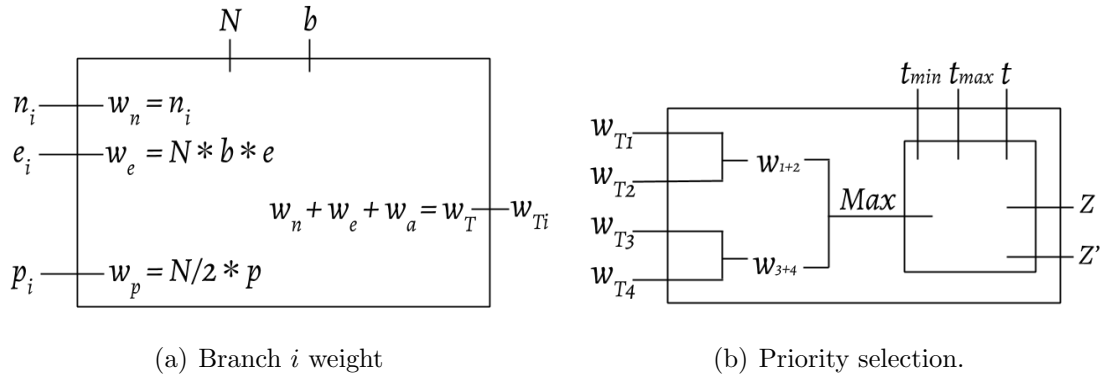 N b
n_i w_n = n_i
e_i w_e = N * b * e
w_n + w_e + w_a = w_T w_Ti
p_i w_p = N/2 * p
(a) Branch i weight
t_min t_max t
w_T1
w_1+2
w_T2
Max
Z
w_T3
w_3+4
Z'
w_T4
(b) Priority selection.